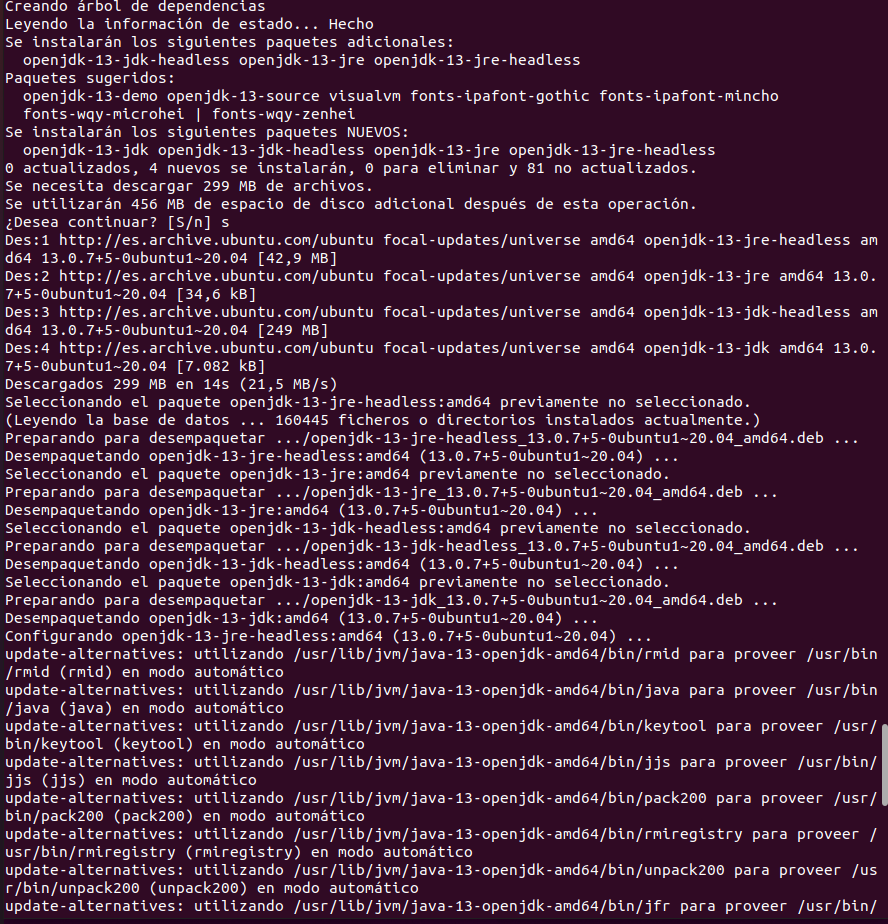 Creando árbol de dependencias
Leyendo la información de estado... Hecho
Se instalarán los siguientes paquetes adicionales:
  openjdk-13-jdk-headless openjdk-13-jre openjdk-13-jre-headless
Paquetes sugeridos:
  openjdk-13-demo openjdk-13-source visualvm fonts-ipafont-gothic fonts-ipafont-mincho
  fonts-wqy-microhei | fonts-wqy-zenhei
Se instalarán los siguientes paquetes NUEVOS:
  openjdk-13-jdk openjdk-13-jdk-headless openjdk-13-jre openjdk-13-jre-headless
0 actualizados, 4 nuevos se instalarán, 0 para eliminar y 81 no actualizados.
Se necesita descargar 299 MB de archivos.
Se utilizarán 456 MB de espacio de disco adicional después de esta operación.
¿Desea continuar? [S/n] s
Des:1 http://es.archive.ubuntu.com/ubuntu focal-updates/universe amd64 openjdk-13-jre-headless am
d64 13.0.7+5-0ubuntu1~20.04 [42,9 MB]
Des:2 http://es.archive.ubuntu.com/ubuntu focal-updates/universe amd64 openjdk-13-jre amd64 13.0.
7+5-0ubuntu1~20.04 [34,6 kB]
Des:3 http://es.archive.ubuntu.com/ubuntu focal-updates/universe amd64 openjdk-13-jdk-headless am
d64 13.0.7+5-0ubuntu1~20.04 [249 MB]
Des:4 http://es.archive.ubuntu.com/ubuntu focal-updates/universe amd64 openjdk-13-jdk amd64 13.0.
7+5-0ubuntu1~20.04 [7.082 kB]
Descargados 299 MB en 14s (21,5 MB/s)
Seleccionando el paquete openjdk-13-jre-headless:amd64 previamente no seleccionado.
(Leyendo la base de datos ... 160445 ficheros o directorios instalados actualmente.)
Preparando para desempaquetar .../openjdk-13-jre-headless_13.0.7+5-0ubuntu1~20.04_amd64.deb ...
Desempaquetando openjdk-13-jre-headless:amd64 (13.0.7+5-0ubuntu1~20.04) ...
Seleccionando el paquete openjdk-13-jre:amd64 previamente no seleccionado.
Preparando para desempaquetar .../openjdk-13-jre_13.0.7+5-0ubuntu1~20.04_amd64.deb ...
Desempaquetando openjdk-13-jre:amd64 (13.0.7+5-0ubuntu1~20.04) ...
Seleccionando el paquete openjdk-13-jdk-headless:amd64 previamente no seleccionado.
Preparando para desempaquetar .../openjdk-13-jdk-headless_13.0.7+5-0ubuntu1~20.04_amd64.deb ...
Desempaquetando openjdk-13-jdk-headless:amd64 (13.0.7+5-0ubuntu1~20.04) ...
Seleccionando el paquete openjdk-13-jdk:amd64 previamente no seleccionado.
Preparando para desempaquetar .../openjdk-13-jdk_13.0.7+5-0ubuntu1~20.04_amd64.deb ...
Desempaquetando openjdk-13-jdk:amd64 (13.0.7+5-0ubuntu1~20.04) ...
Configurando openjdk-13-jre-headless:amd64 (13.0.7+5-0ubuntu1~20.04) ...
update-alternatives: utilizando /usr/lib/jvm/java-13-openjdk-amd64/bin/rmid para proveer /usr/bin
/rmid (rmid) en modo automático
update-alternatives: utilizando /usr/lib/jvm/java-13-openjdk-amd64/bin/java para proveer /usr/bin
/java (java) en modo automático
update-alternatives: utilizando /usr/lib/jvm/java-13-openjdk-amd64/bin/keytool para proveer /usr/
bin/keytool (keytool) en modo automático
update-alternatives: utilizando /usr/lib/jvm/java-13-openjdk-amd64/bin/jjs para proveer /usr/bin/
jjs (jjs) en modo automático
update-alternatives: utilizando /usr/lib/jvm/java-13-openjdk-amd64/bin/pack200 para proveer /usr/
bin/pack200 (pack200) en modo automático
update-alternatives: utilizando /usr/lib/jvm/java-13-openjdk-amd64/bin/rmiregistry para proveer /
usr/bin/rmiregistry (rmiregistry) en modo automático
update-alternatives: utilizando /usr/lib/jvm/java-13-openjdk-amd64/bin/unpack200 para proveer /us
r/bin/unpack200 (unpack200) en modo automático
update-alternatives: utilizando /usr/lib/jvm/java-13-openjdk-amd64/bin/jfr para proveer /usr/bin/